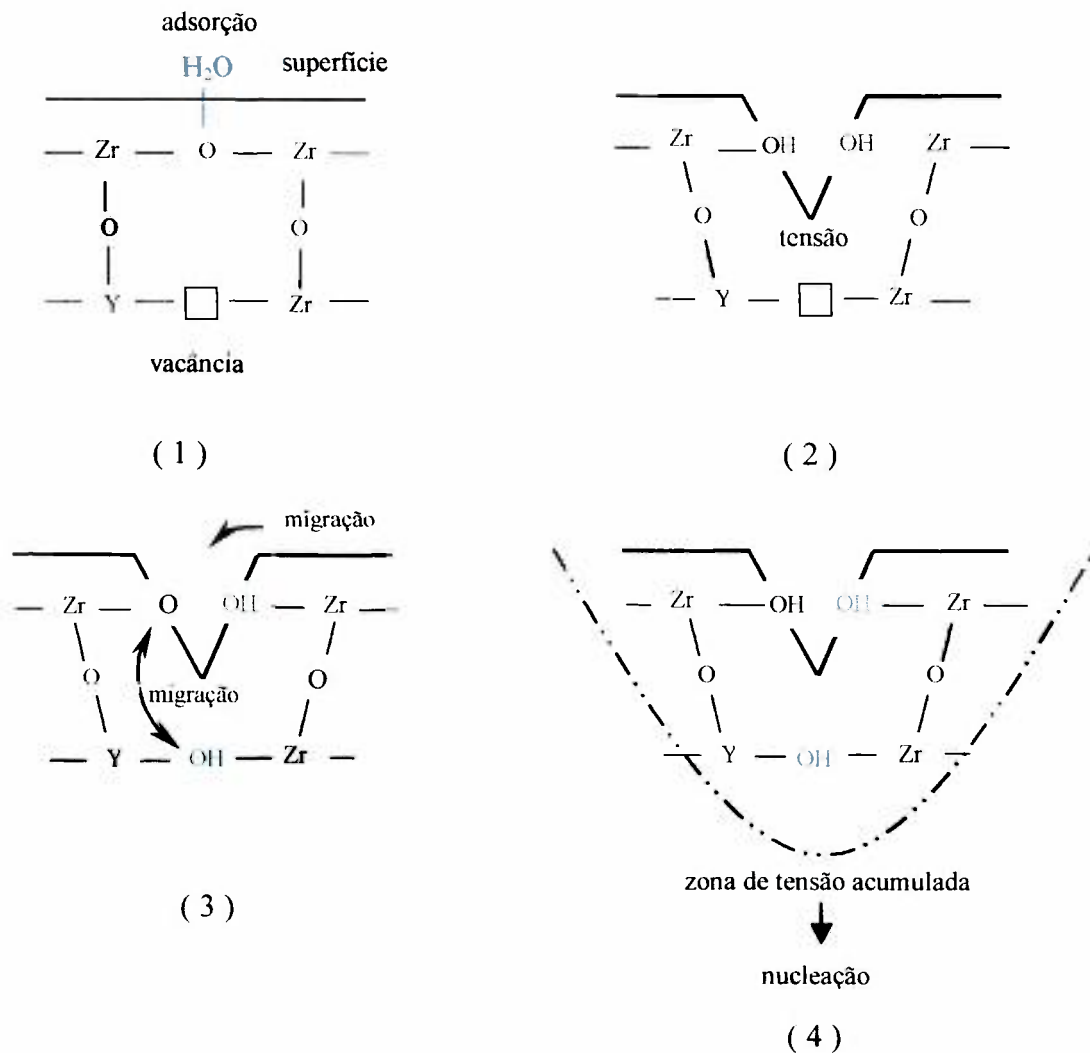 adsorção
H₂O superfície
Zr — O — Zr
O O
Y — □ — Zr
vacância
( 1 )
Zr — OH OH Zr
O O
tensão
Y — □ — Zr
( 2 )
migração
Zr — O OH — Zr
O O
migração
Y — OH — Zr
( 3 )
Zr — OH OH — Zr
O O
Y — OH — Zr
zona de tensão acumulada
nucleação
( 4 )